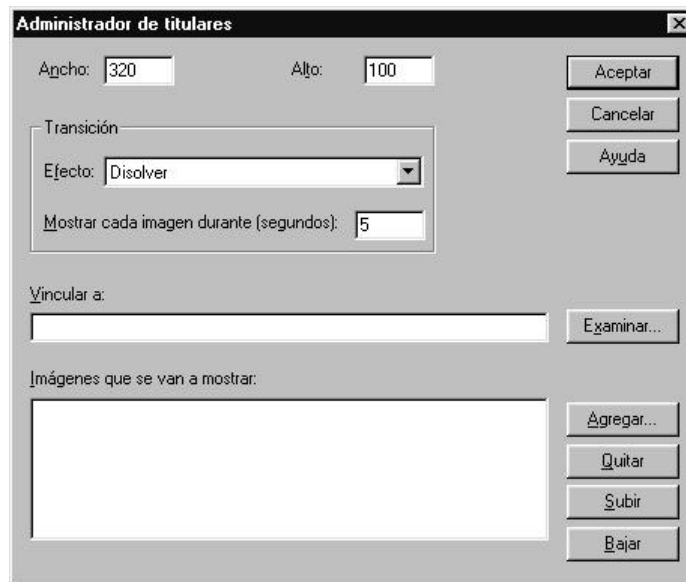 Administrador de titulares
Ancho: 320 Alto: 100 Aceptar
Cancelar
Transición
Ayuda
Efecto: Disolver
Mostrar cada imagen durante (segundos): 5
Vincular a:
Examinar...
Imágenes que se van a mostrar:
Agregar...
Quitar
Subir
Bajar